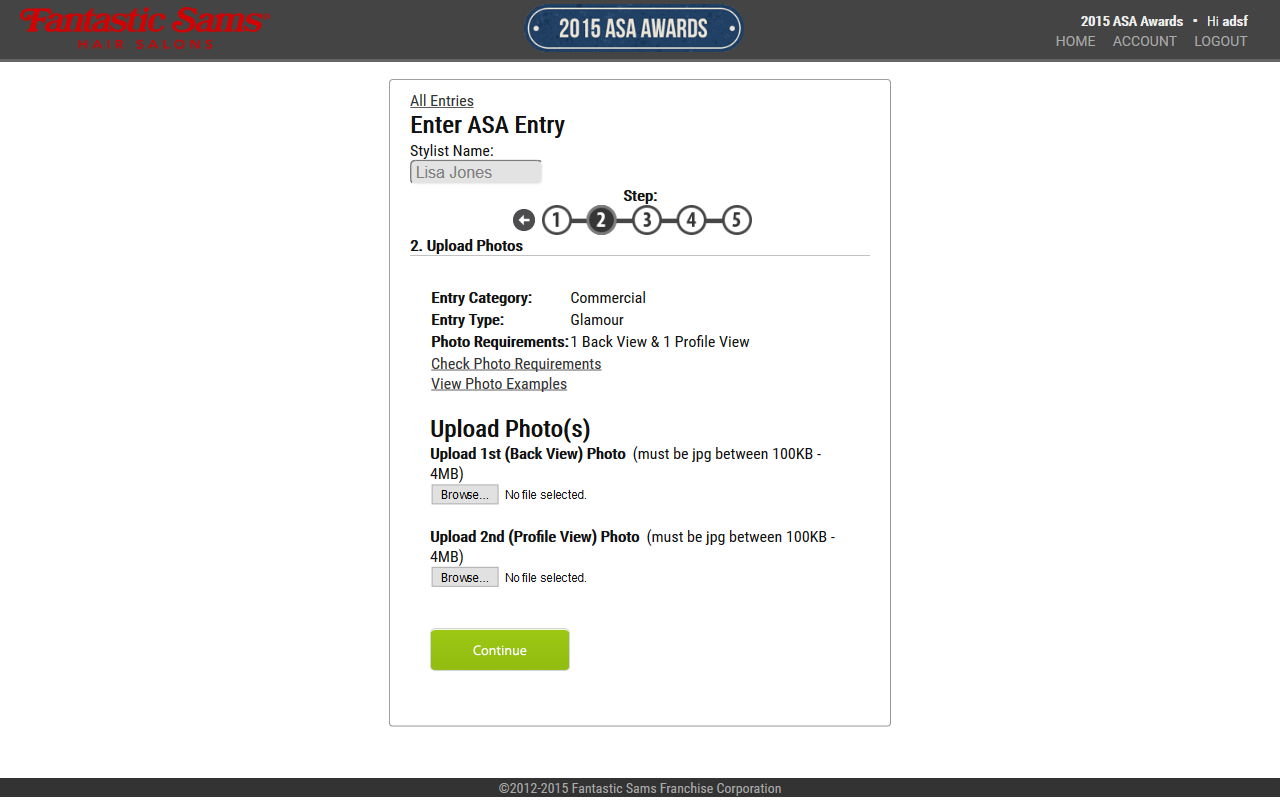 Fantastic Sams
HAIR SALONS
2015 ASA AWARDS
2015 ASA Awards • Hi adsf
HOME ACCOUNT LOGOUT
All Entries
Enter ASA Entry
Stylist Name:
Lisa Jones
Step:
1 2 3 4 5
2. Upload Photos
Entry Category: Commercial
Entry Type: Glamour
Photo Requirements: 1 Back View & 1 Profile View
Check Photo Requirements
View Photo Examples
Upload Photo(s)
Upload 1st (Back View) Photo (must be jpg between 100KB -
4MB)
Browse... No file selected.
Upload 2nd (Profile View) Photo (must be jpg between 100KB -
4MB)
Browse... No file selected.
Continue
©2012-2015 Fantastic Sams Franchise Corporation